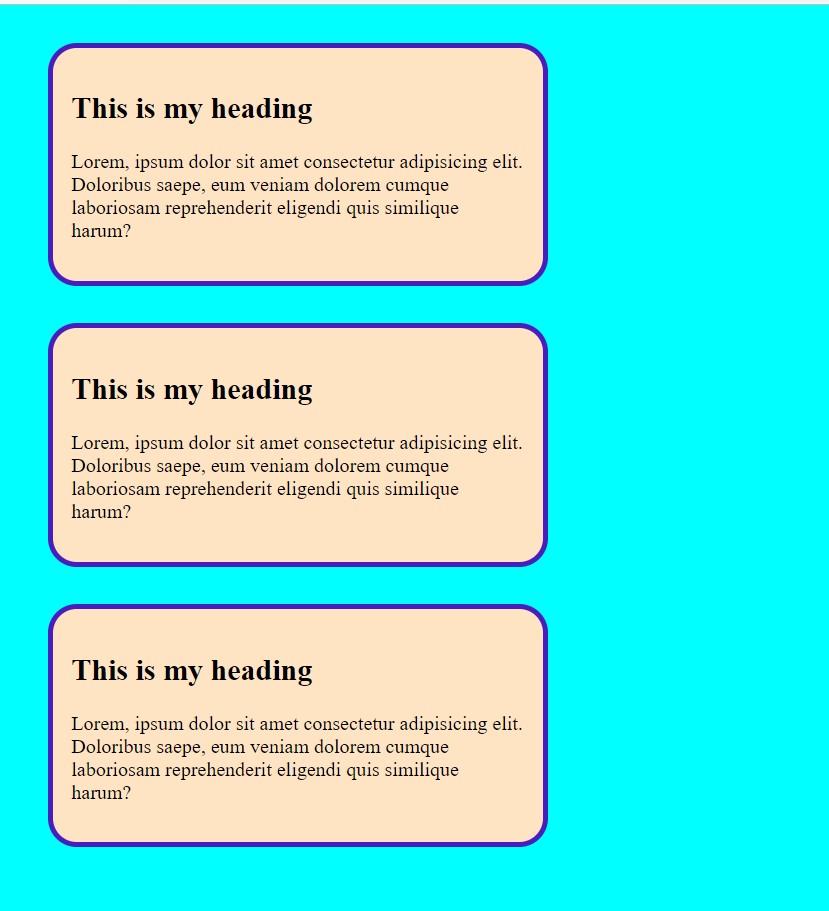 This is my heading
Lorem, ipsum dolor sit amet consectetur adipisicing elit.
Doloribus saepe, eum veniam dolorem cumque
laboriosam reprehenderit eligendi quis similique
harum?
This is my heading
Lorem, ipsum dolor sit amet consectetur adipisicing elit.
Doloribus saepe, eum veniam dolorem cumque
laboriosam reprehenderit eligendi quis similique
harum?
This is my heading
Lorem, ipsum dolor sit amet consectetur adipisicing elit.
Doloribus saepe, eum veniam dolorem cumque
laboriosam reprehenderit eligendi quis similique
harum?